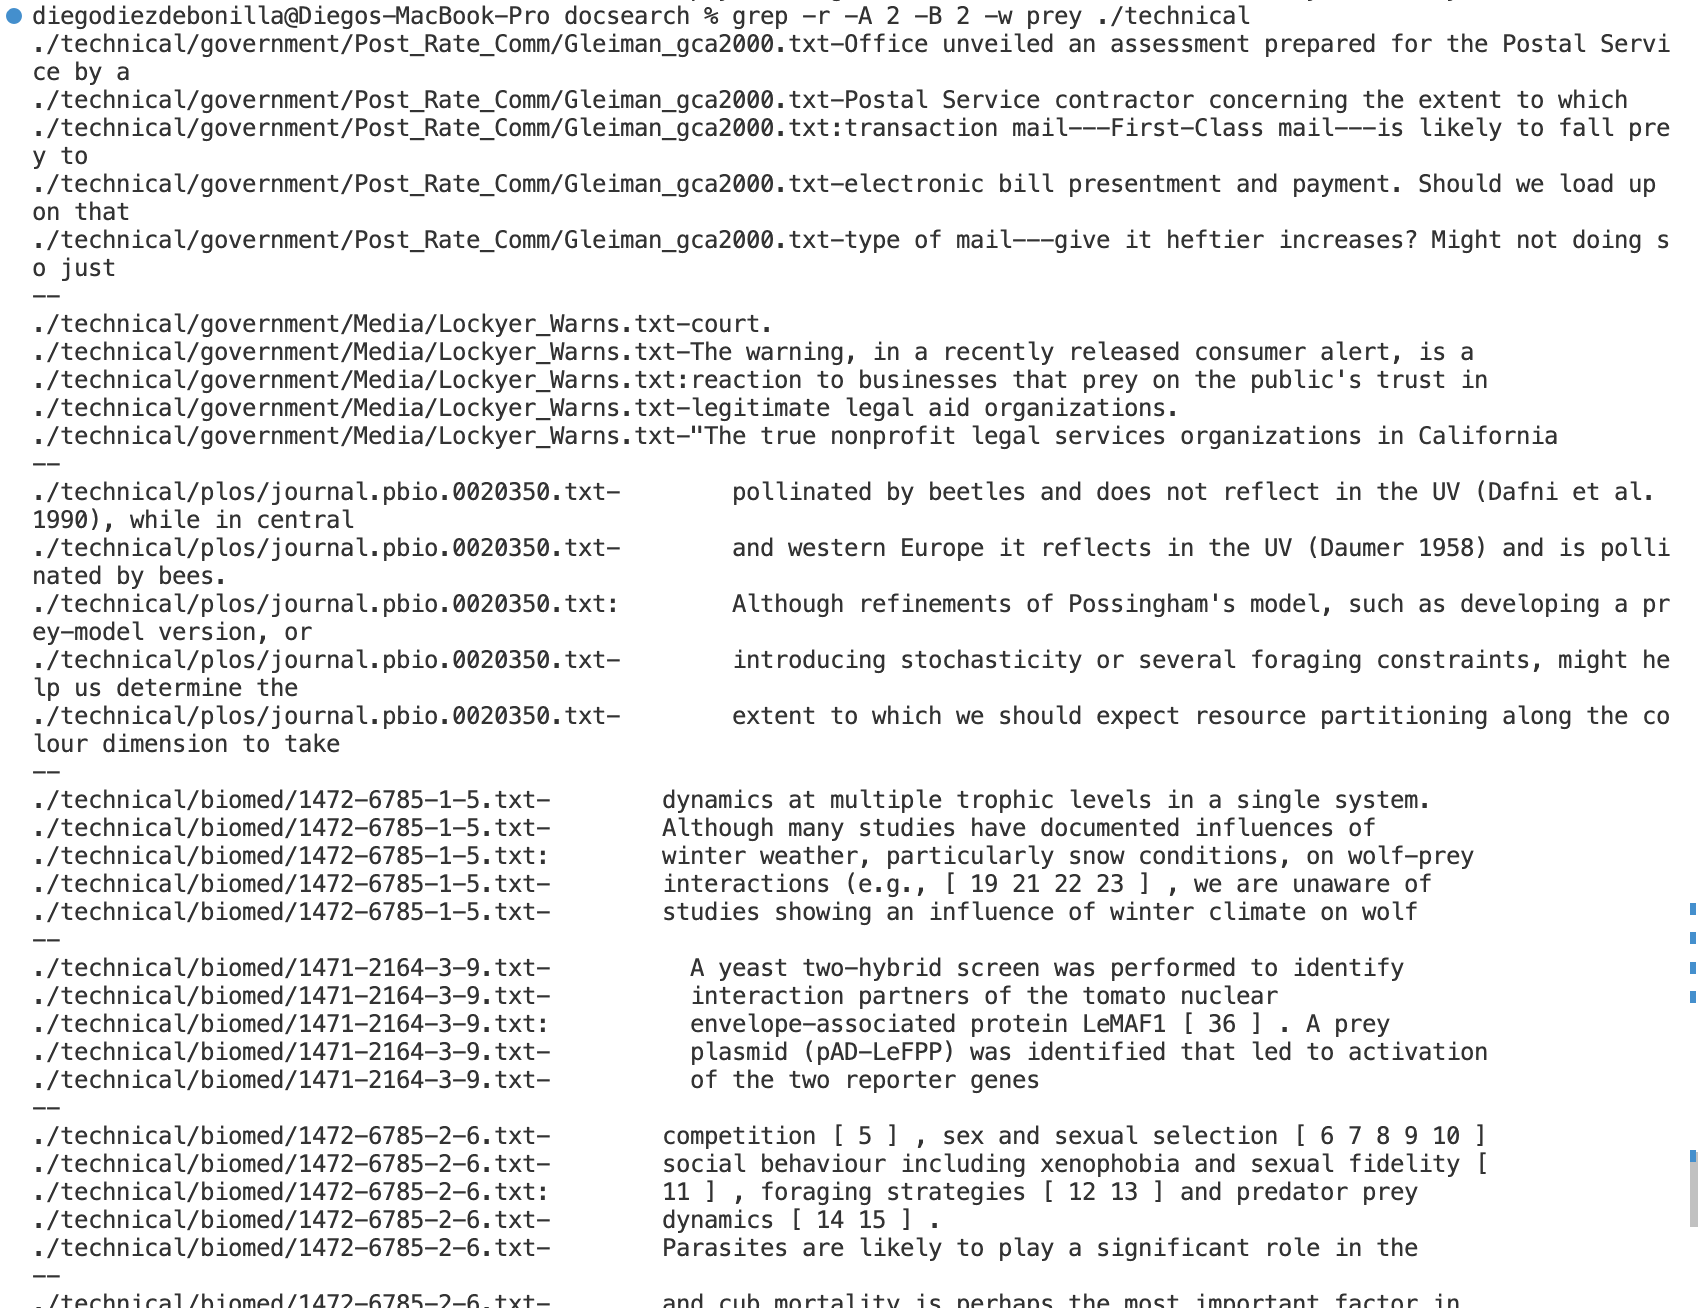 diegodiezdebonilla@Diegos-MacBook-Pro docsearch % grep -r -A 2 -B 2 -w prey ./technical
./technical/government/Post_Rate_Comm/Gleiman_gca2000.txt-Office unveiled an assessment prepared for the Postal Servi
ce by a
./technical/government/Post_Rate_Comm/Gleiman_gca2000.txt-Postal Service contractor concerning the extent to which
./technical/government/Post_Rate_Comm/Gleiman_gca2000.txt:transaction mail---First-Class mail---is likely to fall pre
y to
./technical/government/Post_Rate_Comm/Gleiman_gca2000.txt-electronic bill presentment and payment. Should we load up
on that
./technical/government/Post_Rate_Comm/Gleiman_gca2000.txt-type of mail---give it heftier increases? Might not doing s
o just
--
./technical/government/Media/Lockyer_Warns.txt-court.
./technical/government/Media/Lockyer_Warns.txt-The warning, in a recently released consumer alert, is a
./technical/government/Media/Lockyer_Warns.txt:reaction to businesses that prey on the public's trust in
./technical/government/Media/Lockyer_Warns.txt-legitimate legal aid organizations.
./technical/government/Media/Lockyer_Warns.txt-"The true nonprofit legal services organizations in California
--
./technical/plos/journal.pbio.0020350.txt-        pollinated by beetles and does not reflect in the UV (Dafni et al.
1990), while in central
./technical/plos/journal.pbio.0020350.txt-        and western Europe it reflects in the UV (Daumer 1958) and is polli
nated by bees.
./technical/plos/journal.pbio.0020350.txt:        Although refinements of Possingham's model, such as developing a pr
ey-model version, or
./technical/plos/journal.pbio.0020350.txt-        introducing stochasticity or several foraging constraints, might he
lp us determine the
./technical/plos/journal.pbio.0020350.txt-        extent to which we should expect resource partitioning along the co
lour dimension to take
--
./technical/biomed/1472-6785-1-5.txt-        dynamics at multiple trophic levels in a single system.
./technical/biomed/1472-6785-1-5.txt-        Although many studies have documented influences of
./technical/biomed/1472-6785-1-5.txt:        winter weather, particularly snow conditions, on wolf-prey
./technical/biomed/1472-6785-1-5.txt-        interactions (e.g., [ 19 21 22 23 ] , we are unaware of
./technical/biomed/1472-6785-1-5.txt-        studies showing an influence of winter climate on wolf
--
./technical/biomed/1471-2164-3-9.txt-          A yeast two-hybrid screen was performed to identify
./technical/biomed/1471-2164-3-9.txt-          interaction partners of the tomato nuclear
./technical/biomed/1471-2164-3-9.txt:          envelope-associated protein LeMAF1 [ 36 ] . A prey
./technical/biomed/1471-2164-3-9.txt-          plasmid (pAD-LeFPP) was identified that led to activation
./technical/biomed/1471-2164-3-9.txt-          of the two reporter genes
--
./technical/biomed/1472-6785-2-6.txt-        competition [ 5 ] , sex and sexual selection [ 6 7 8 9 10 ]
./technical/biomed/1472-6785-2-6.txt-        social behaviour including xenophobia and sexual fidelity [
./technical/biomed/1472-6785-2-6.txt:        11 ] , foraging strategies [ 12 13 ] and predator prey
./technical/biomed/1472-6785-2-6.txt-        dynamics [ 14 15 ] .
./technical/biomed/1472-6785-2-6.txt-        Parasites are likely to play a significant role in the
--
./technical/biomed/1472-6785-2-6.txt-        and cub mortality is perhaps the most important factor in